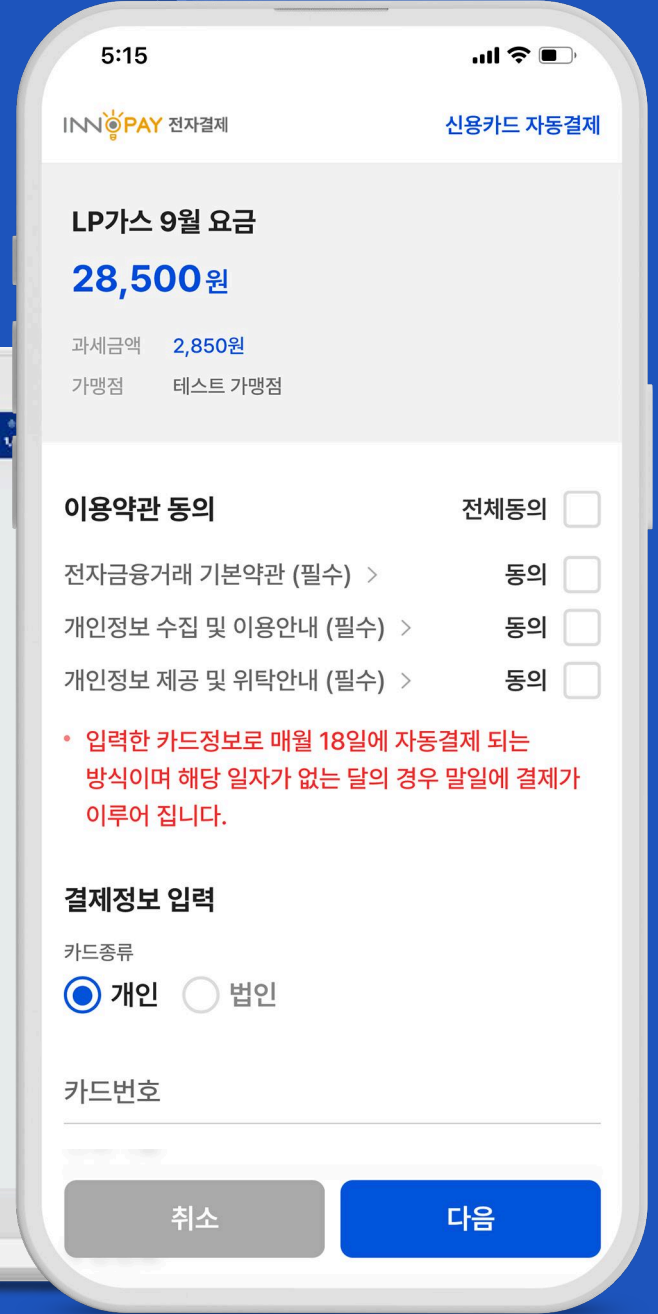 5:15
INNOPAY 전자결제
신용카드 자동결제
LP가스 9월 요금
28,500원
과세금액 2,850원
가맹점 테스트 가맹점
이용약관 동의 전체동의
전자금융거래 기본약관 (필수) > 동의
개인정보 수집 및 이용안내 (필수) > 동의
개인정보 제공 및 위탁안내 (필수) > 동의
• 입력한 카드정보로 매월 18일에 자동결제 되는
방식이며 해당 일자가 없는 달의 경우 말일에 결제가
이루어 집니다.
결제정보 입력
카드종류
개인 법인
카드번호
취소 다음